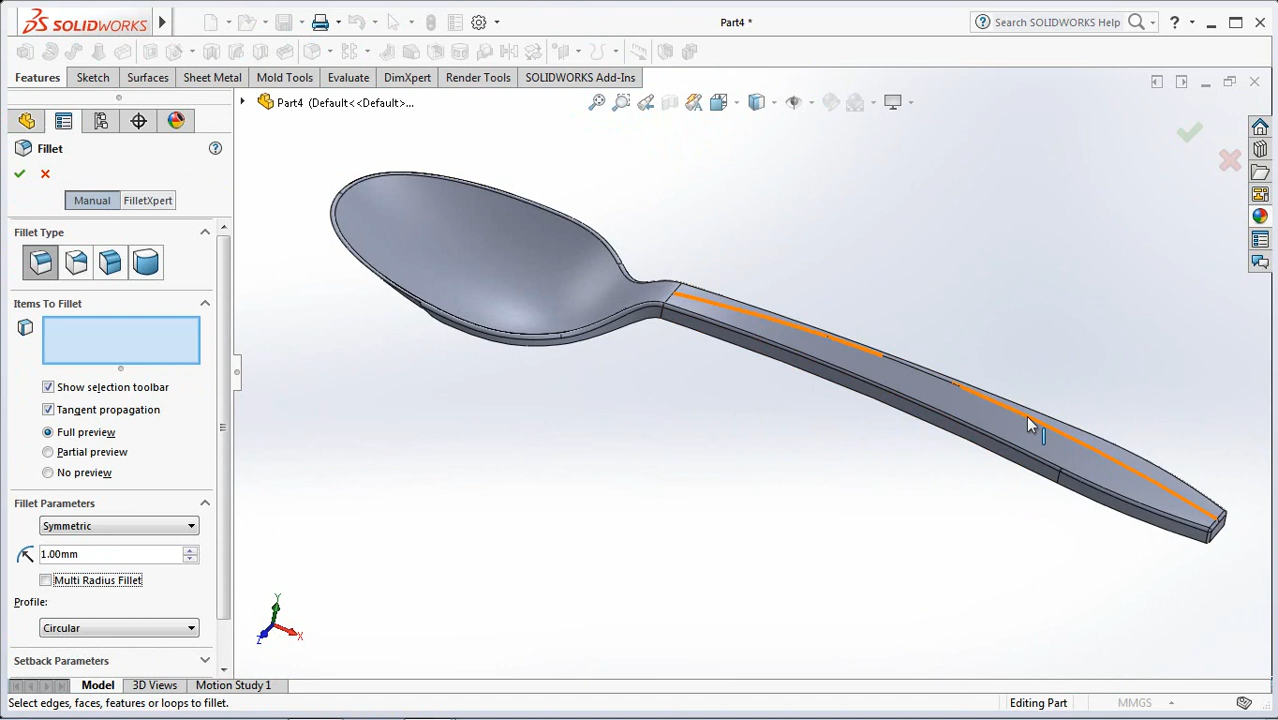 SOLIDWORKS
Part4 *
Search SOLIDWORKS Help
?
Features
Sketch
Surfaces
Sheet Metal
Mold Tools
Evaluate
DimXpert
Render Tools
SOLIDWORKS Add-Ins
Part4 (Default<<Default>...
Fillet
?
Manual
FilletXpert
Fillet Type
Items To Fillet
Show selection toolbar
Tangent propagation
Full preview
Partial preview
No preview
Fillet Parameters
Symmetric
1.00mm
Multi Radius Fillet
Profile:
Circular
Setback Parameters
Y
X
Z
Model
3D Views
Motion Study 1
Select edges, faces, features or loops to fillet.
Editing Part
MMGS